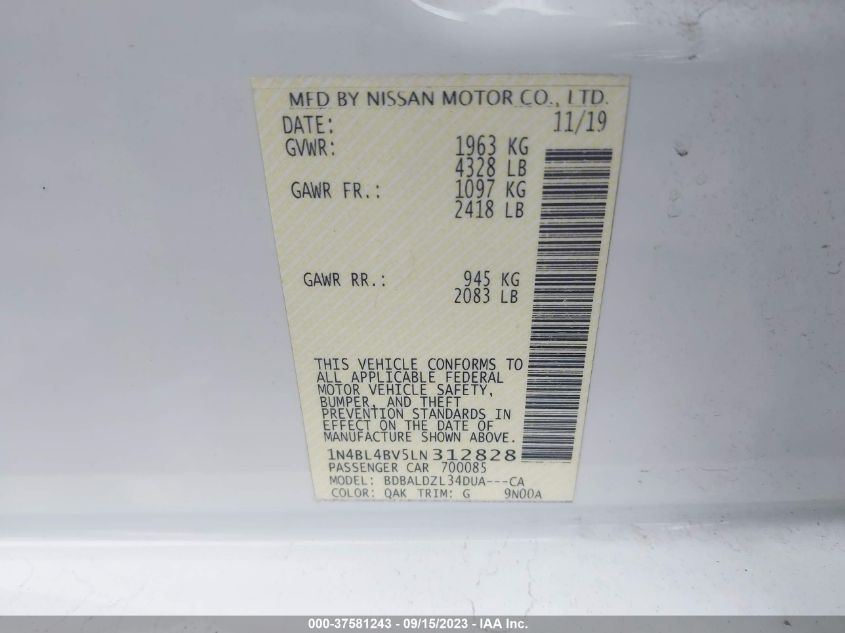 MFD BY NISSAN MOTOR CO., LTD.
DATE: 11/19
GVWR: 1963 KG
4328 LB
GAWR FR.: 1097 KG
2418 LB
GAWR RR.: 945 KG
2083 LB
THIS VEHICLE CONFORMS TO
ALL APPLICABLE FEDERAL
MOTOR VEHICLE SAFETY,
BUMPER, AND THEFT
PREVENTION STANDARDS IN
EFFECT ON THE DATE OF
MANUFACTURE SHOWN ABOVE.
1N4BL4BV5LN312828
PASSENGER CAR 700085
MODEL: BDBALDZL34DUA---CA
COLOR: QAK TRIM: G 9N00A
000-37581243 - 09/15/2023 - IAA Inc.